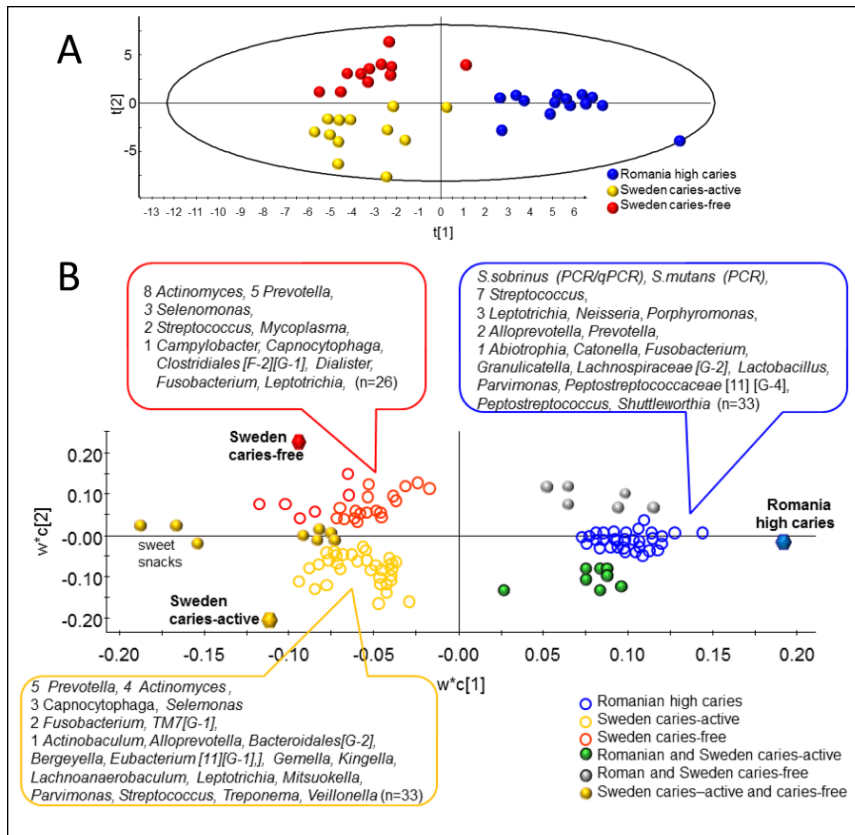 A
5
0
-5
t[2]
-13 -12 -11 -10 -9 -8 -7 -6 -5 -4 -3 -2 -1 0 1 2 3 4 5 6
t[1]
Romania high caries
Sweden caries-active
Sweden caries-free
B
8 Actinomyces, 5 Prevotella,
3 Selenomonas,
2 Streptococcus, Mycoplasma,
1 Campylobacter, Capnocytophaga,
Clostridiales [F-2][G-1], Dialister,
Fusobacterium, Leptotrichia, (n=26)
S.sobrinus (PCR/qPCR), S.mutans (PCR),
7 Streptococcus,
3 Leptotrichia, Neisseria, Porphyromonas,
2 Alloprevotella, Prevotella,
1 Abiotrophia, Catonella, Fusobacterium,
Granulicatella, Lachnospiraceae [G-2], Lactobacillus,
Parvimonas, Peptostreptococcaceae [11] [G-4],
Peptostreptococcus, Shuttleworthia (n=33)
Sweden
caries-free
Romania
high caries
sweet
snacks
Sweden
caries-active
0.20
0.10
0.00
-0.10
-0.20
w*c[2]
-0.20 -0.15 -0.10 -0.05 -0.00 0.05 0.10 0.15 0.20
w*c[1]
5 Prevotella, 4 Actinomyces ,
3 Capnocytophaga, Selemonas
2 Fusobacterium, TM7[G-1],
1 Actinobaculum, Alloprevotella, Bacteroidales[G-2],
Bergeyella, Eubacterium [11][G-1],], Gemella, Kingella,
Lachnoanaerobaculum, Leptotrichia, Mitsuokella,
Parvimonas, Streptococcus, Treponema, Veillonella (n=33)
Romanian high caries
Sweden caries-active
Sweden caries-free
Romanian and Sweden caries-active
Roman and Sweden caries-free
Sweden caries–active and caries-free